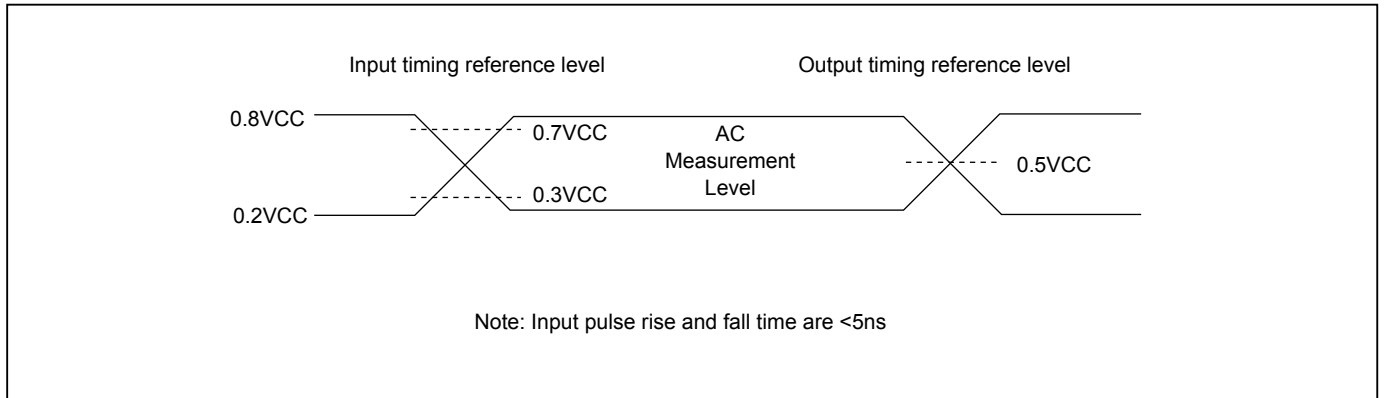 Input timing reference level
Output timing reference level
0.8VCC
0.7VCC
AC
Measurement
Level
0.5VCC
0.3VCC
0.2VCC
Note: Input pulse rise and fall time are <5ns